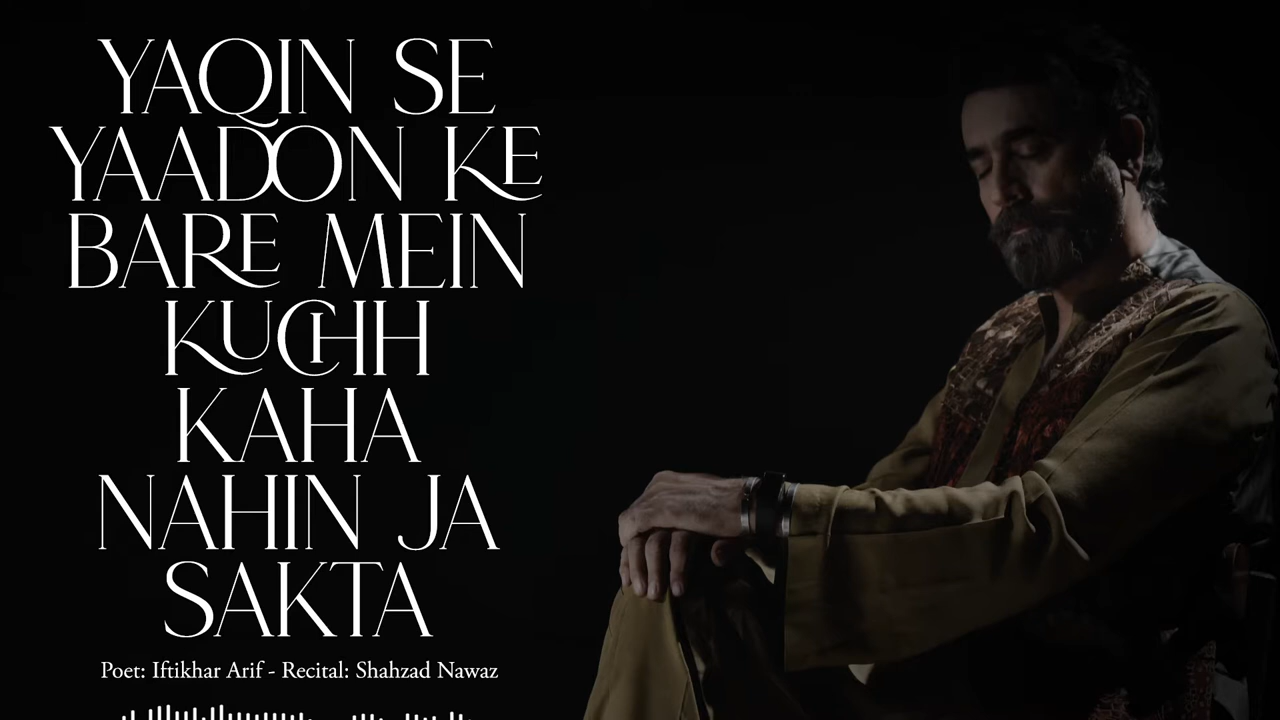 YAQIN SE
YAADON KE
BARE MEIN
KUCHH
KAHA
NAHIN JA
SAKTA
Poet: Iftikhar Arif - Recital: Shahzad Nawaz